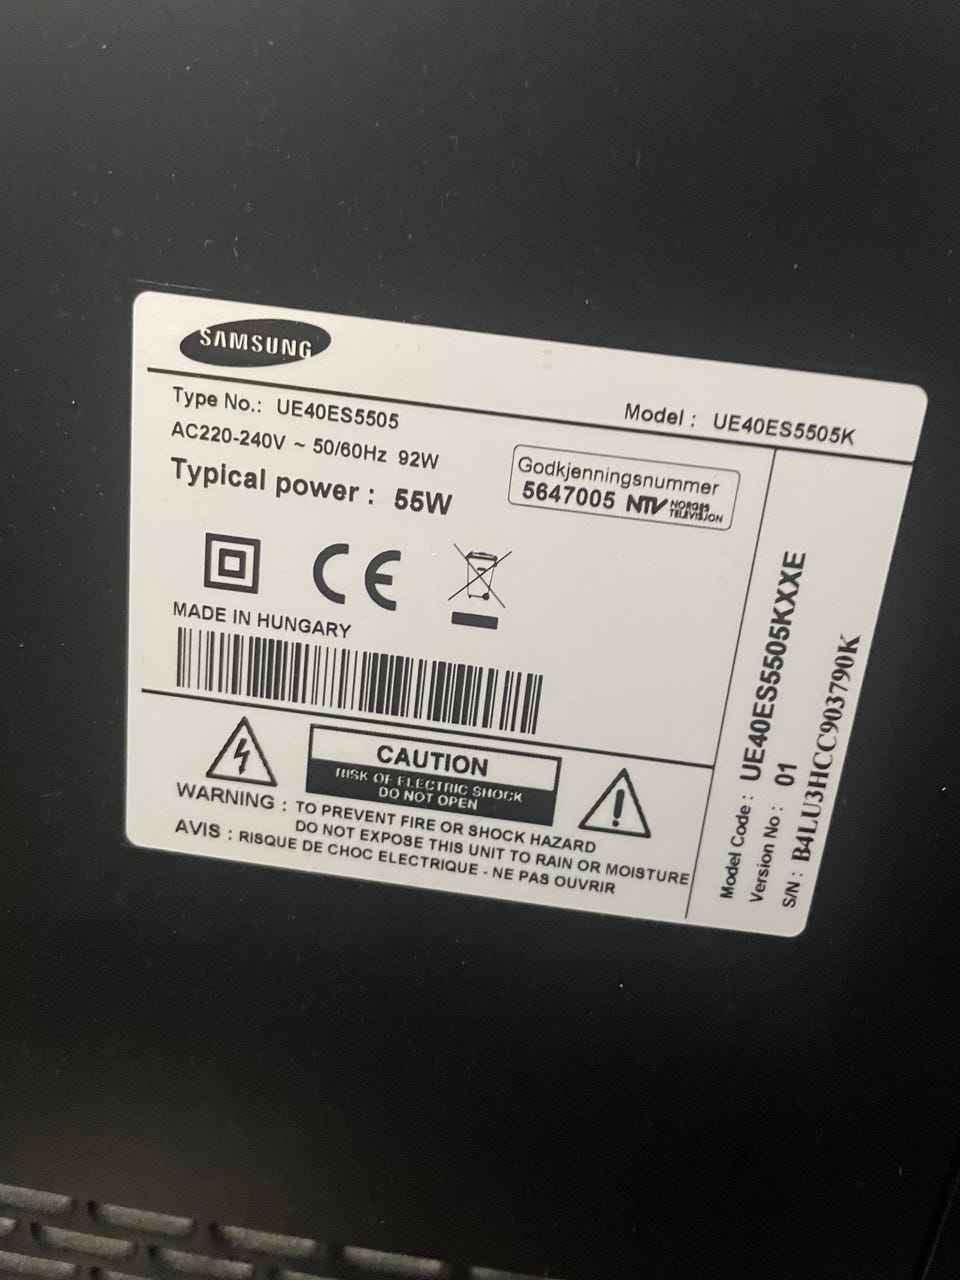 SAMSUNG
Type No.: UE40ES5505
Model : UE40ES5505K
AC220-240V ~ 50/60Hz 92W
Typical power : 55W
Godkjenningsnummer
5647005 NTV NORGES TELEVISJON
CE
MADE IN HUNGARY
CAUTION
RISK OF ELECTRIC SHOCK
DO NOT OPEN
WARNING : TO PREVENT FIRE OR SHOCK HAZARD
DO NOT EXPOSE THIS UNIT TO RAIN OR MOISTURE
AVIS : RISQUE DE CHOC ELECTRIQUE - NE PAS OUVRIR
Model Code : UE40ES5505KXXE
Version No : 01
S/N : B4LU3HCC903790K